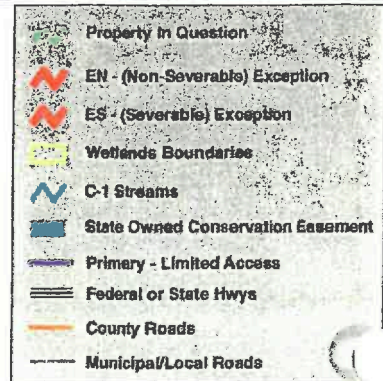 Property In Question
EN - (Non-Severable) Exception
ES - (Severable) Exception
Wetlands Boundaries
C-1 Streams
State Owned Conservation Easement
Primary - Limited Access
Federal or State Hwys
County Roads
Municipal/Local Roads